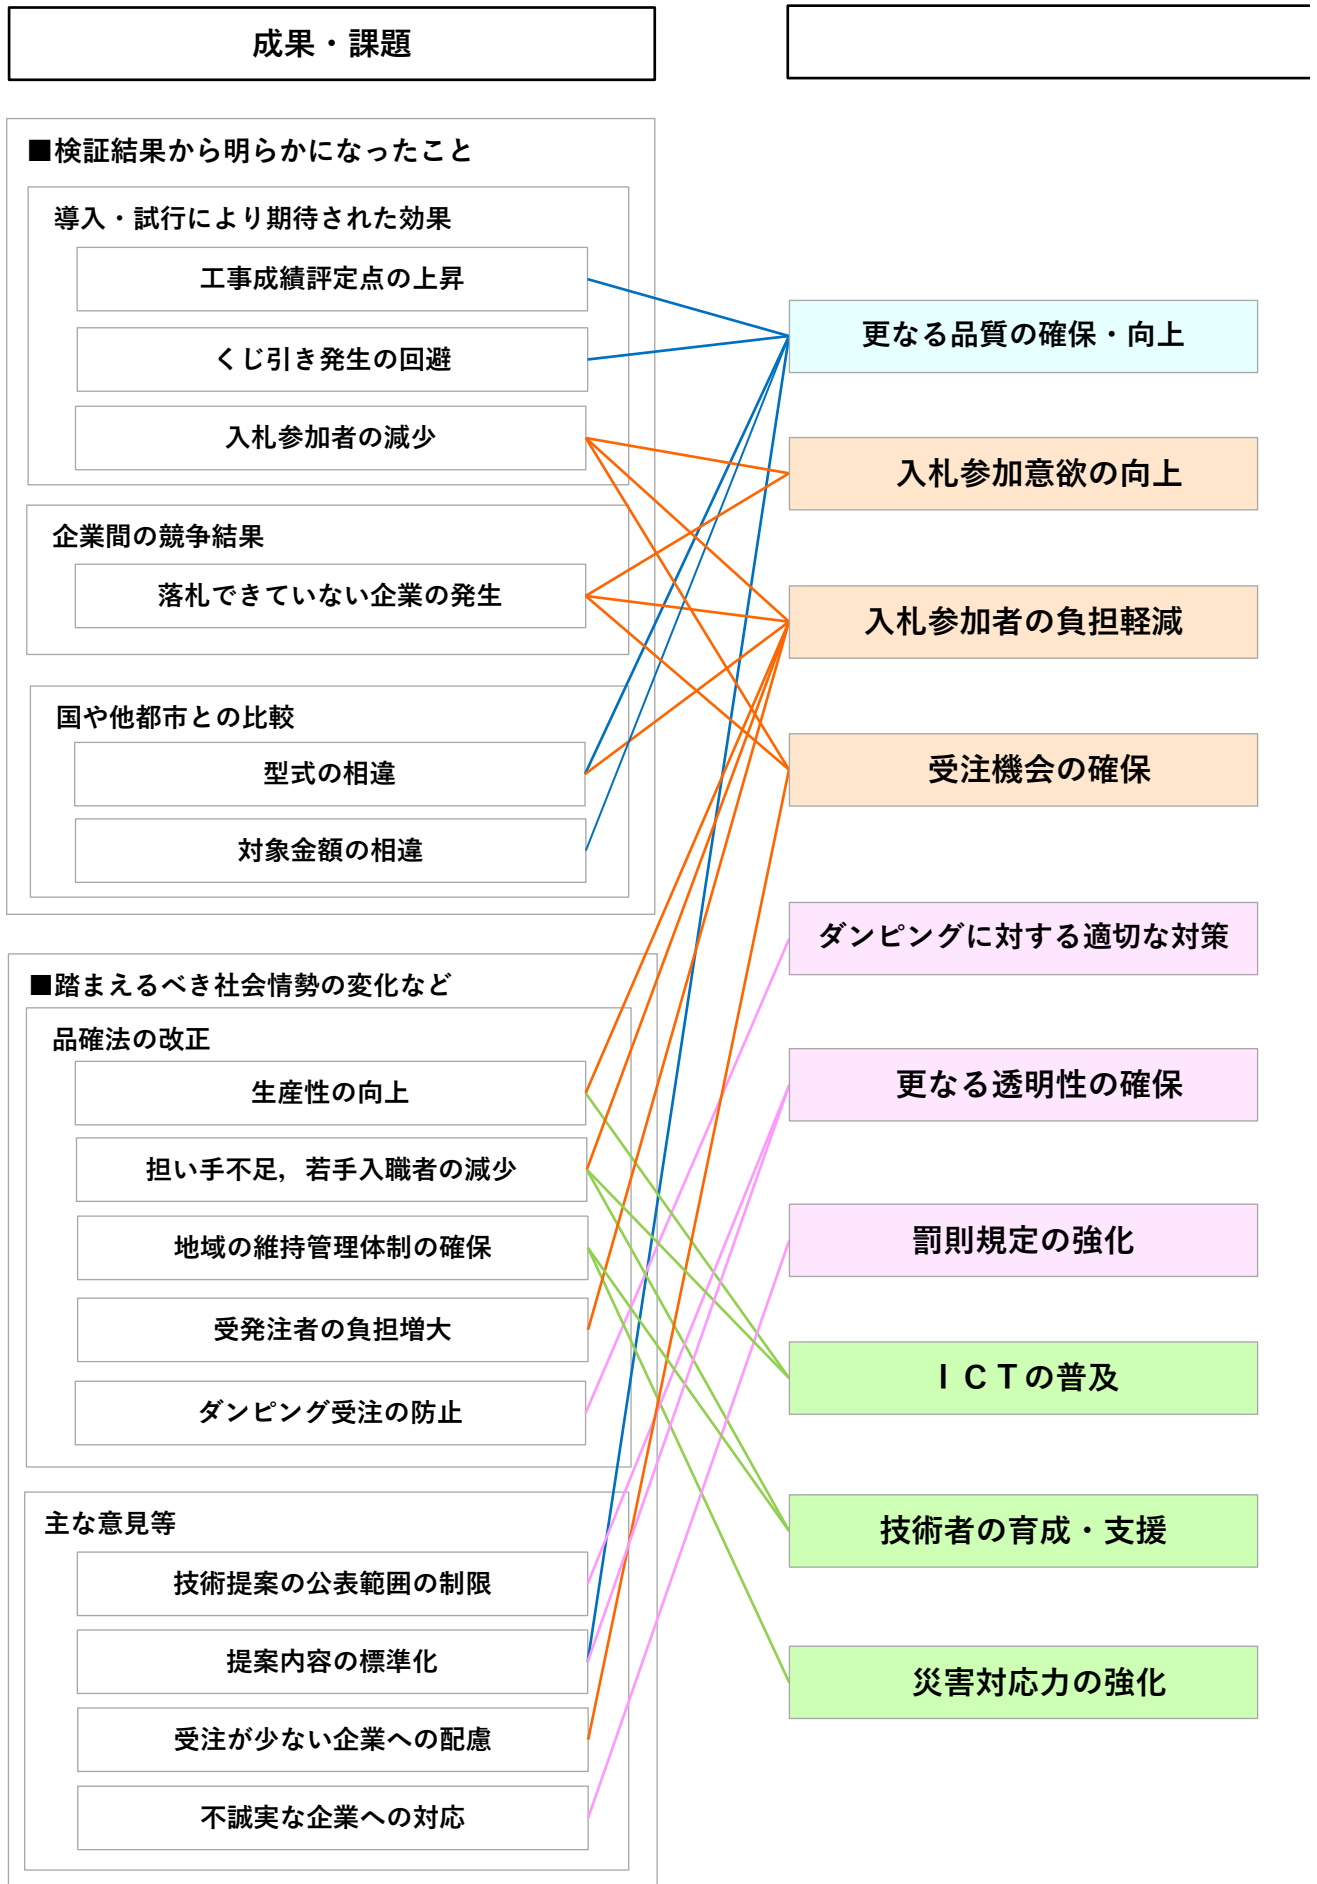 成果・課題
■検証結果から明らかになったこと
導入・試行により期待された効果
工事成績評定点の上昇
くじ引き発生の回避
入札参加者の減少
企業間の競争結果
落札できていない企業の発生
国や他都市との比較
型式の相違
対象金額の相違
■踏まえるべき社会情勢の変化など
品確法の改正
生産性の向上
担い手不足，若手入職者の減少
地域の維持管理体制の確保
受発注者の負担増大
ダンピング受注の防止
主な意見等
技術提案の公表範囲の制限
提案内容の標準化
受注が少ない企業への配慮
不誠実な企業への対応
更なる品質の確保・向上
入札参加意欲の向上
入札参加者の負担軽減
受注機会の確保
ダンピングに対する適切な対策
更なる透明性の確保
罰則規定の強化
ＩＣＴの普及
技術者の育成・支援
災害対応力の強化